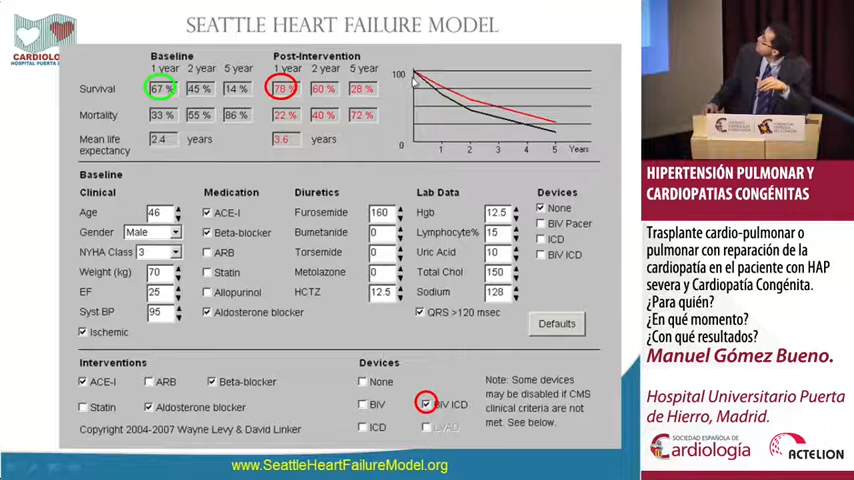 SEATTLE HEART FAILURE MODEL
CARDIOLO
HOSPITAL PUERTA
Baseline Post-Intervention
1 year 2 year 5 year 1 year 2 year 5 year
Survival 67 % 45 % 14 % 78 % 60 % 28 %
Mortality 33 % 55 % 86 % 22 % 40 % 72 %
Mean life expectancy 2.4 years 3.6 years
100
0
1 2 3 4 5 Years
Baseline
Clinical Medication Diuretics Lab Data Devices
Age 46 ACE-I Furosemide 160 Hgb 12.5 None
Gender Male Beta-blocker Bumetanide 0 Lymphocyte% 15 BiV Pacer
NYHA Class 3 ARB Torsemide 0 Uric Acid 10 ICD
Weight (kg) 70 Statin Metolazone 0 Total Chol 150 BiV ICD
EF 25 Allopurinol HCTZ 12.5 Sodium 128
Syst BP 95 Aldosterone blocker QRS >120 msec Defaults
Ischemic
Interventions Devices
ACE-I ARB Beta-blocker None
Statin Aldosterone blocker BIV BIV ICD
ICD LVAD
Note: Some devices
may be disabled if CMS
clinical criteria are not
met. See below.
Copyright 2004-2007 Wayne Levy & David Linker
www.SeattleHeartFailureModel.org
HIPERTENSIÓN PULMONAR Y
CARDIOPATIAS CONGÉNITAS
Trasplante cardio-pulmonar o
pulmonar con reparación de la
cardiopatía en el paciente con HAP
severa y Cardiopatía Congénita.
¿Para quién?
¿En qué momento?
¿Con qué resultados?
Manuel Gómez Bueno.
Hospital Universitario Puerta
de Hierro, Madrid.
SOCIEDAD ESPAÑOLA DE
Cardiología
ACTELION